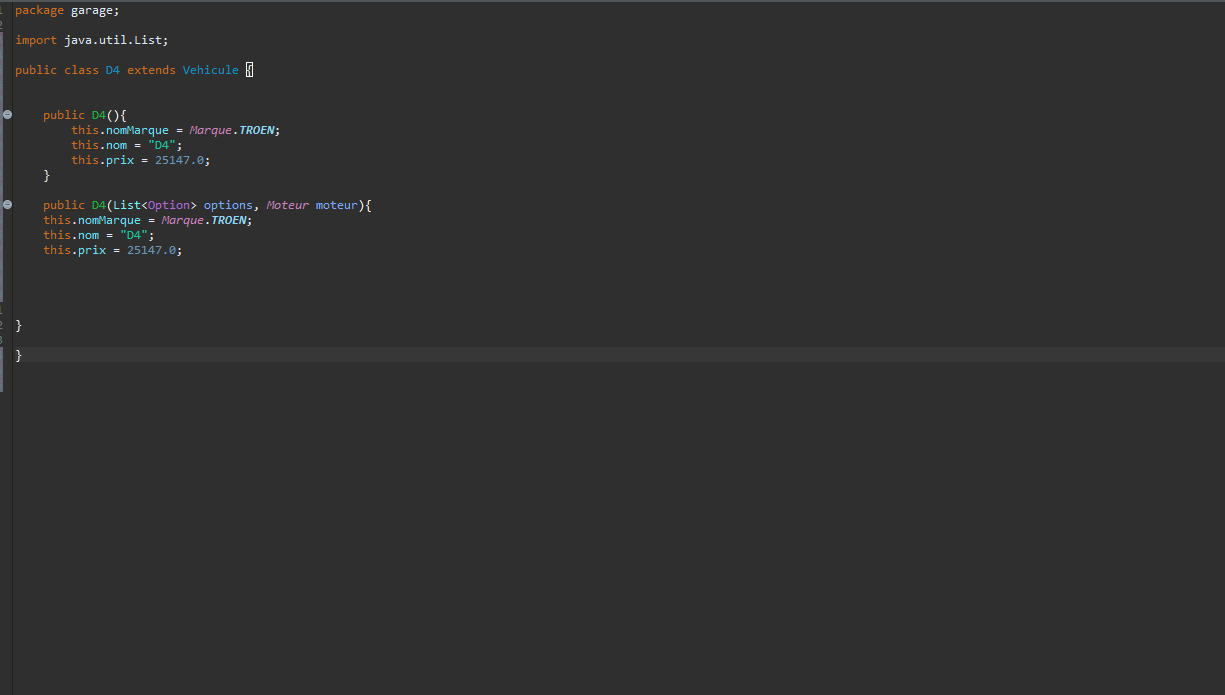 package garage;
import java.util.List;
public class D4 extends Vehicule {
public D4(){
this.nomMarque = Marque.TROEN;
this.nom = "D4";
this.prix = 25147.0;
}
public D4(List<Option> options, Moteur moteur){
this.nomMarque = Marque.TROEN;
this.nom = "D4";
this.prix = 25147.0;
}
}